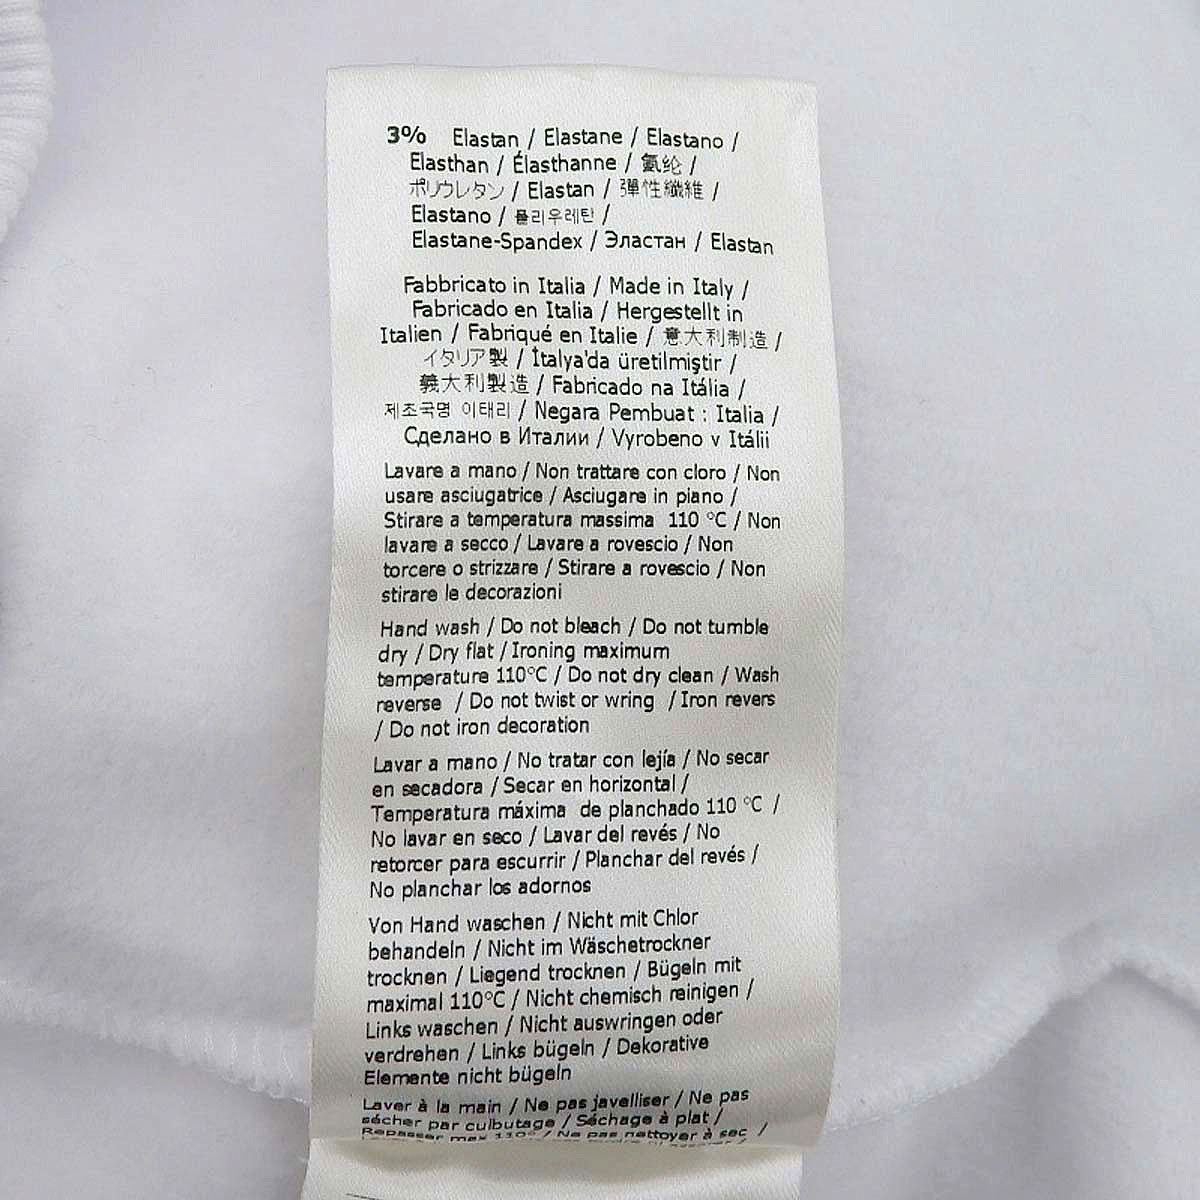 3% Elastan / Elastane / Elastano /
Elasthan / Élasthanne / 氨纶 /
ポリウレタン / Elastan / 彈性纖維 /
Elastano / 폴리우레탄 /
Elastane-Spandex / Эластан / Elastan
Fabbricato in Italia / Made in Italy /
Fabricado en Italia / Hergestellt in
Italien / Fabriqué en Italie / 意大利制造 /
イタリア製 / İtalya'da üretilmiştir /
義大利製造 / Fabricado na Itália /
제조국명 이태리 / Negara Pembuat : Italia /
Сделано в Италии / Vyrobeno v Itálii
Lavare a mano / Non trattare con cloro / Non
usare asciugatrice / Asciugare in piano /
Stirare a temperatura massima 110 °C / Non
lavare a secco / Lavare a rovescio / Non
torcere o strizzare / Stirare a rovescio / Non
stirare le decorazioni
Hand wash / Do not bleach / Do not tumble
dry / Dry flat / Ironing maximum
temperature 110°C / Do not dry clean / Wash
reverse / Do not twist or wring / Iron revers
/ Do not iron decoration
Lavar a mano / No tratar con lejía / No secar
en secadora / Secar en horizontal /
Temperatura máxima de planchado 110 °C /
No lavar en seco / Lavar del revés / No
retorcer para escurrir / Planchar del revés /
No planchar los adornos
Von Hand waschen / Nicht mit Chlor
behandeln / Nicht im Wäschetrockner
trocknen / Liegend trocknen / Bügeln mit
maximal 110°C / Nicht chemisch reinigen /
Links waschen / Nicht auswringen oder
verdrehen / Links bügeln / Dekorative
Elemente nicht bügeln
Laver à la main / Ne pas javelliser / Ne pas
sécher par culbutage / Séchage à plat /
Repasser max 110° / Ne pas nettoyer à sec /